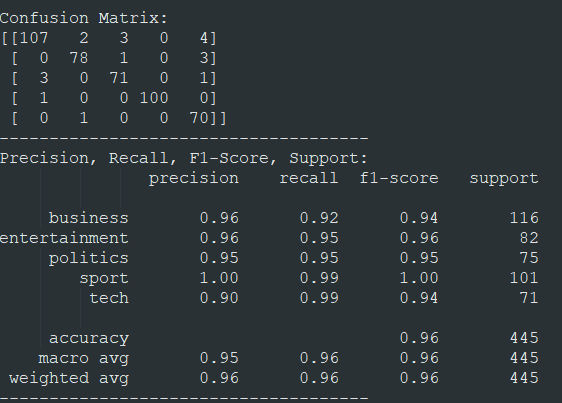 Confusion Matrix:
[[107   2   3   0   4]
 [  0  78   1   0   3]
 [  3   0  71   0   1]
 [  1   0   0 100   0]
 [  0   1   0   0  70]]
-------------------------------------
Precision, Recall, F1-Score, Support:
               precision    recall  f1-score   support

     business       0.96      0.92      0.94       116
entertainment       0.96      0.95      0.96        82
     politics       0.95      0.95      0.95        75
        sport       1.00      0.99      1.00       101
         tech       0.90      0.99      0.94        71

     accuracy                           0.96       445
    macro avg       0.95      0.96      0.96       445
 weighted avg       0.96      0.96      0.96       445
-------------------------------------